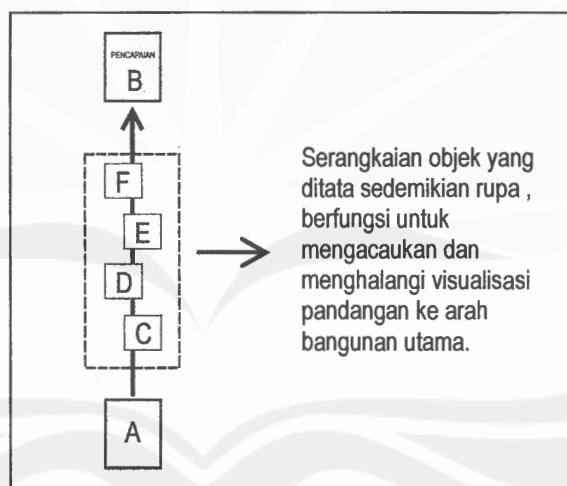 PENCAPAIAN
B
F
E
D
C
A
Serangkaian objek yang
ditata sedemikian rupa ,
berfungsi untuk
mengacaukan dan
menghalangi visualisasi
pandangan ke arah
bangunan utama.